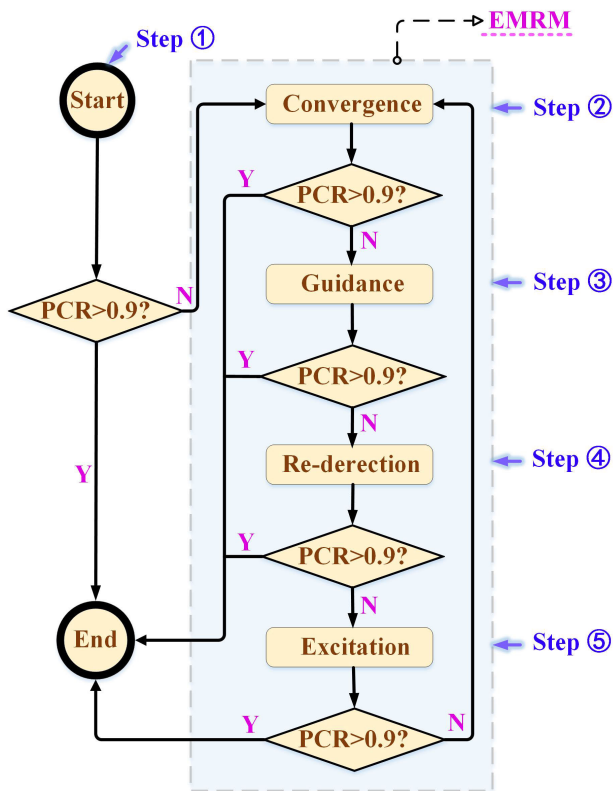 Step ①
EMRM
Start
Convergence
Step ②
Y
PCR>0.9?
N
N
PCR>0.9?
Guidance
Step ③
Y
PCR>0.9?
N
Y
Re-derection
Step ④
Y
PCR>0.9?
N
End
Excitation
Step ⑤
Y
PCR>0.9?
N